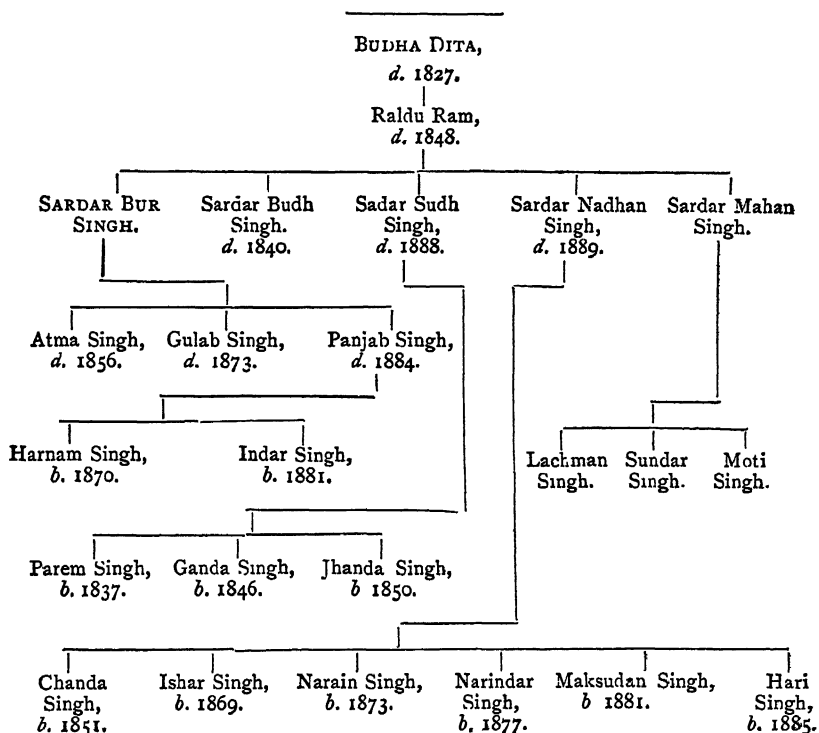 BUDHA DITA,
d. 1827.
Raldu Ram,
d. 1848.
SARDAR BUR
SINGH.
Sardar Budh
Singh.
d. 1840.
Sadar Sudh
Singh,
d. 1888.
Sardar Nadhan
Singh,
d. 1889.
Sardar Mahan
Singh.
Atma Singh,
d. 1856.
Gulab Singh,
d. 1873.
Panjab Singh,
d. 1884.
Harnam Singh,
b. 1870.
Indar Singh,
b. 1881.
Lachman
Singh.
Sundar
Singh.
Moti
Singh.
Parem Singh,
b. 1837.
Ganda Singh,
b. 1846.
Jhanda Singh,
b 1850.
Chanda
Singh,
b. 1851.
Ishar Singh,
b. 1869.
Narain Singh,
b. 1873.
Narindar
Singh,
b. 1877.
Maksudan Singh,
b 1881.
Hari
Singh,
b. 1885.